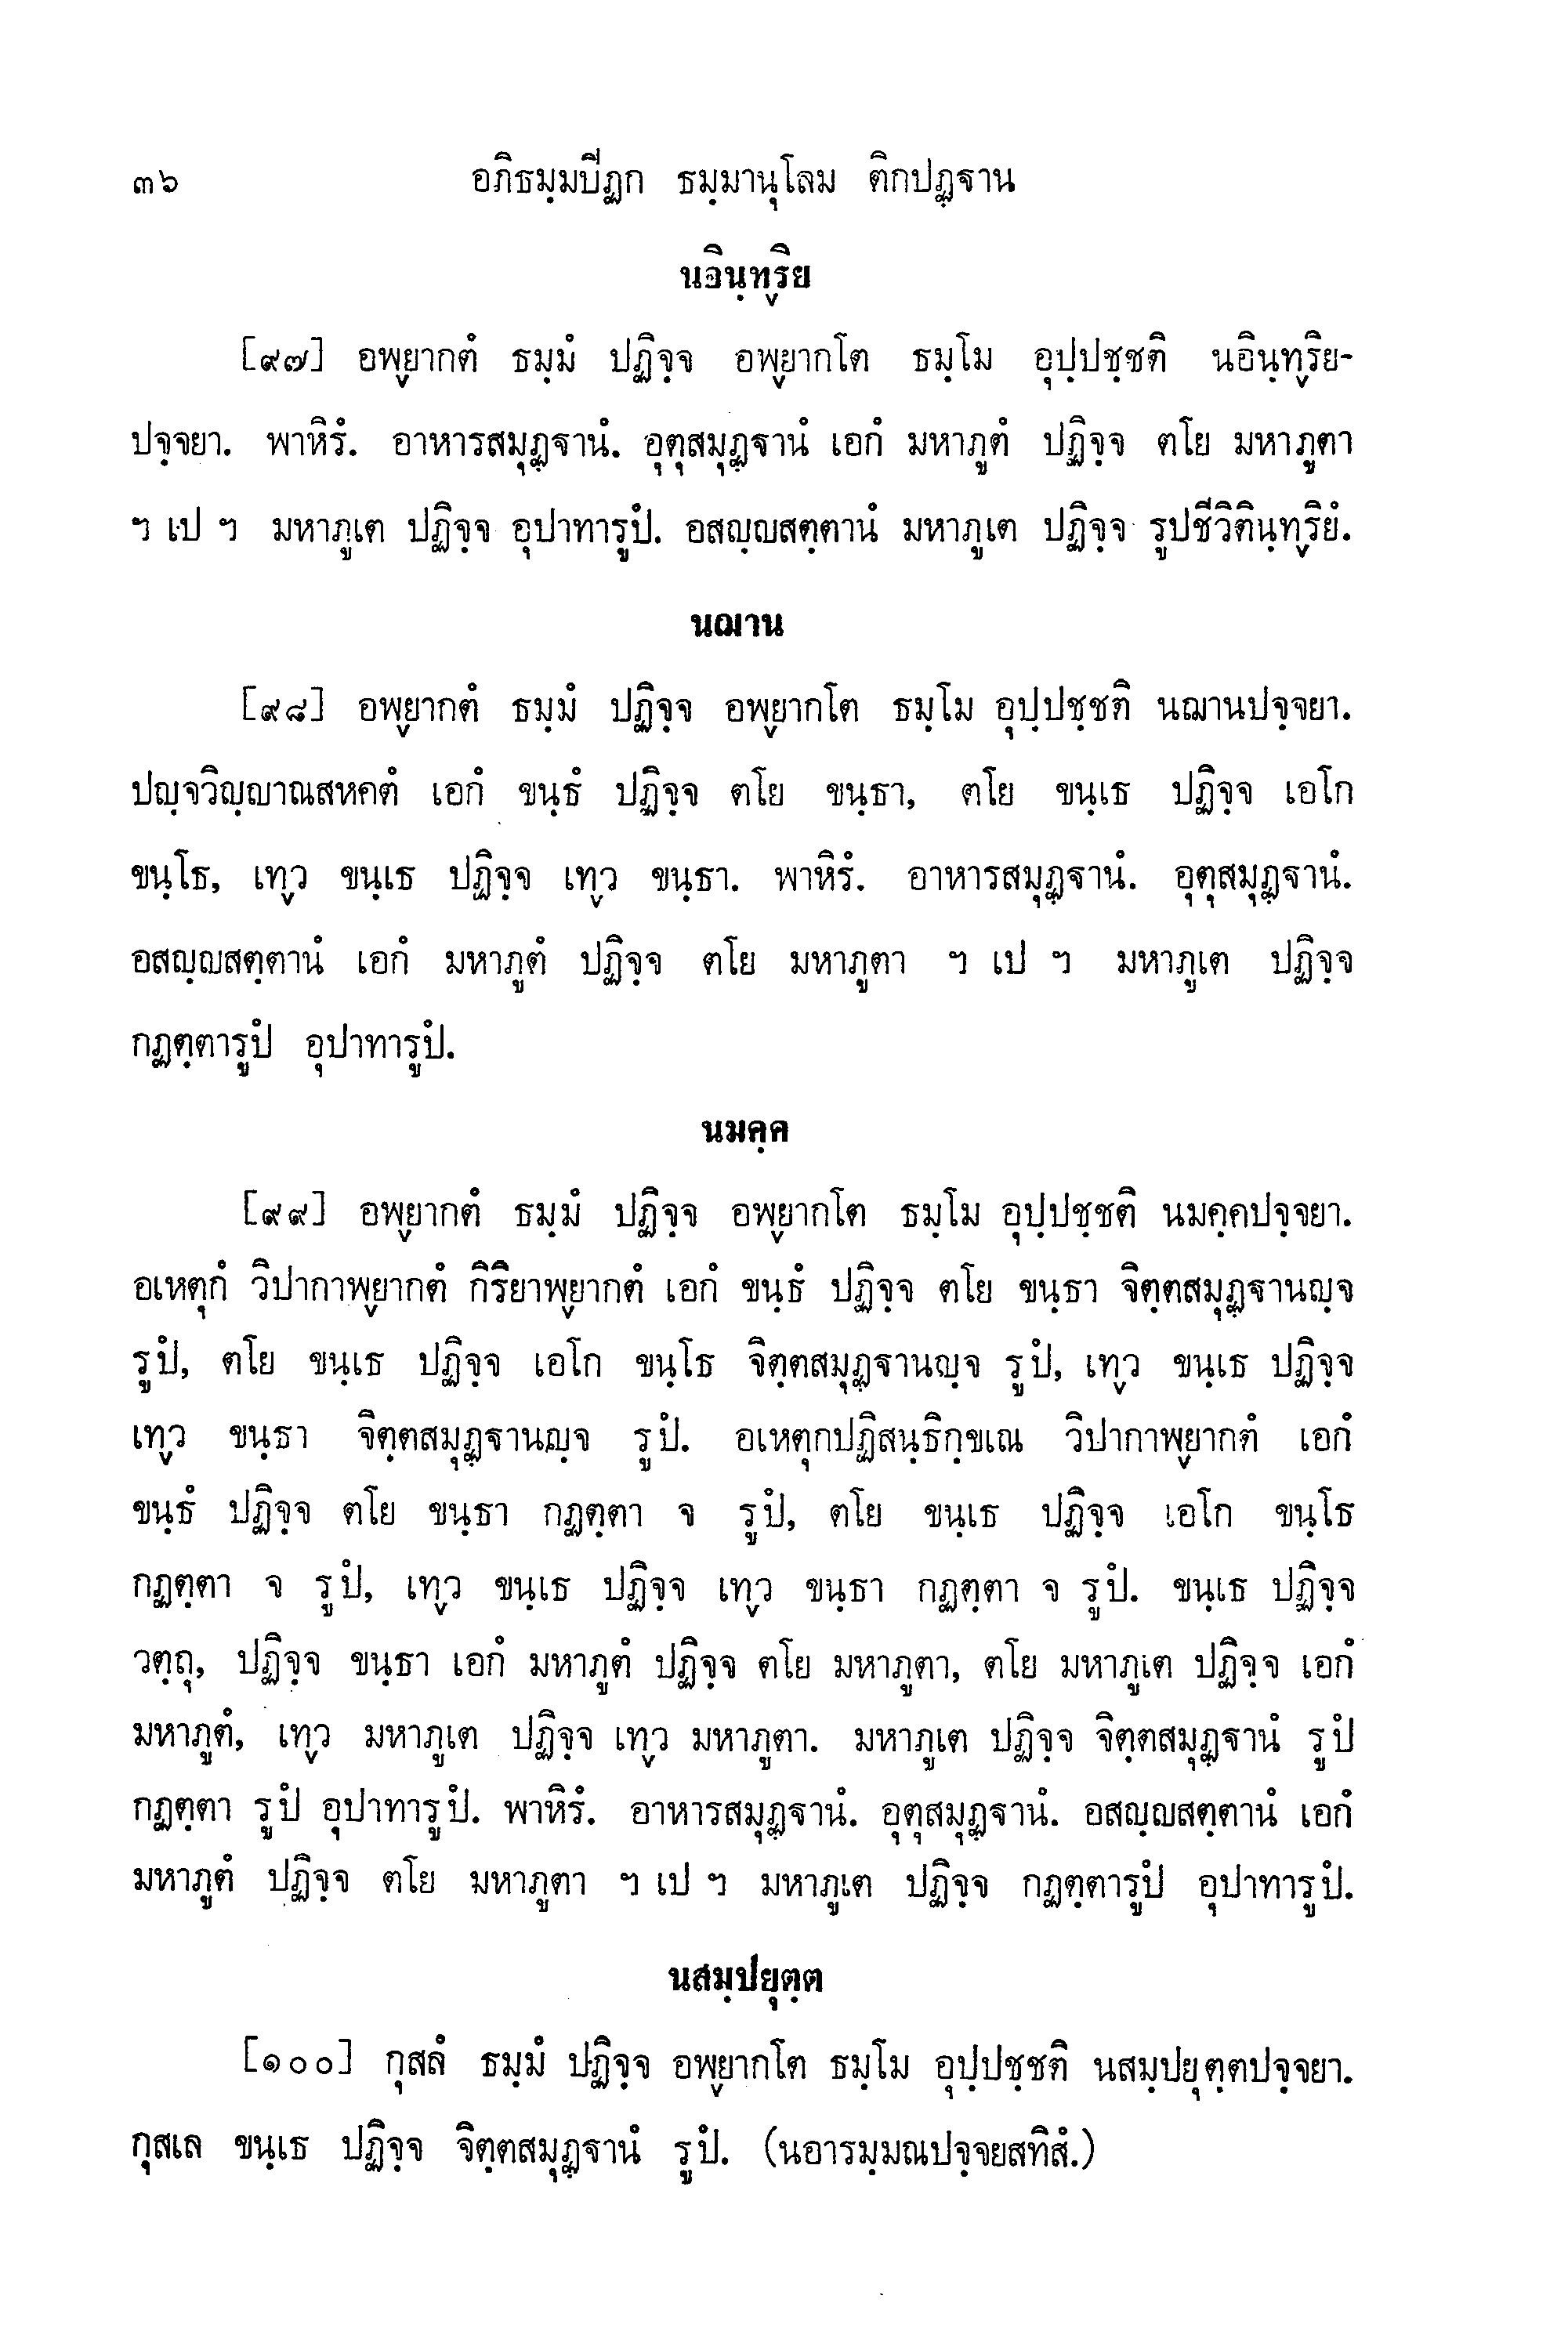 ๓๖ อภิธมฺมปิฏก ธมฺมานุโลม ติกปฏฺฐาน
นอินฺทฺริย
[๙๗] อพฺยากตํ ธมฺมํ ปฏิจฺจ อพฺยากโต ธมฺโม อุปฺปชฺชติ นอินฺทฺริย-
ปจฺจยา. พาหิรํ. อาหารสมุฏฺฐานํ. อุตุสมุฏฺฐานํ เอกํ มหาภูตํ ปฏิจฺจ ตโย มหาภูตา
ฯ เป ฯ มหาภูเต ปฏิจฺจ อุปาทารูปํ. อสญฺญสตฺตานํ มหาภูเต ปฏิจฺจ รูปชีวิตินฺทฺริยํ.
นฌาน
[๙๘] อพฺยากตํ ธมฺมํ ปฏิจฺจ อพฺยากโต ธมฺโม อุปฺปชฺชติ นฌานปจฺจยา.
ปญฺจวิญฺญาณสหคตํ เอกํ ขนฺธํ ปฏิจฺจ ตโย ขนฺธา, ตโย ขนฺเธ ปฏิจฺจ เอโก
ขนฺโธ, เทฺว ขนฺเธ ปฏิจฺจ เทฺว ขนฺธา. พาหิรํ. อาหารสมุฏฺฐานํ. อุตุสมุฏฺฐานํ.
อสญฺญสตฺตานํ เอกํ มหาภูตํ ปฏิจฺจ ตโย มหาภูตา ฯ เป ฯ มหาภูเต ปฏิจฺจ
กฏตฺตารูปํ อุปาทารูปํ.
นมคฺค
[๙๙] อพฺยากตํ ธมฺมํ ปฏิจฺจ อพฺยากโต ธมฺโม อุปฺปชฺชติ นมคฺคปจฺจยา.
อเหตุกํ วิปากาพฺยากตํ กิริยาพฺยากตํ เอกํ ขนฺธํ ปฏิจฺจ ตโย ขนฺธา จิตฺตสมุฏฺฐานญฺจ
รูปํ, ตโย ขนฺเธ ปฏิจฺจ เอโก ขนฺโธ จิตฺตสมุฏฺฐานญฺจ รูปํ, เทฺว ขนฺเธ ปฏิจฺจ
เทฺว ขนฺธา จิตฺตสมุฏฺฐานญฺจ รูปํ. อเหตุกปฏิสนฺธิกฺขเณ วิปากาพฺยากตํ เอกํ
ขนฺธํ ปฏิจฺจ ตโย ขนฺธา กฏตฺตา จ รูปํ, ตโย ขนฺเธ ปฏิจฺจ เอโก ขนฺโธ
กฏตฺตา จ รูปํ, เทฺว ขนฺเธ ปฏิจฺจ เทฺว ขนฺธา กฏตฺตา จ รูปํ. ขนฺเธ ปฏิจฺจ
วตฺถุ, ปฏิจฺจ ขนฺธา เอกํ มหาภูตํ ปฏิจฺจ ตโย มหาภูตา, ตโย มหาภูเต ปฏิจฺจ เอกํ
มหาภูตํ, เทฺว มหาภูเต ปฏิจฺจ เทฺว มหาภูตา. มหาภูเต ปฏิจฺจ จิตฺตสมุฏฺฐานํ รูปํ
กฏตฺตา รูปํ อุปาทารูปํ. พาหิรํ. อาหารสมุฏฺฐานํ. อุตุสมุฏฺฐานํ. อสญฺญสตฺตานํ เอกํ
มหาภูตํ ปฏิจฺจ ตโย มหาภูตา ฯ เป ฯ มหาภูเต ปฏิจฺจ กฏตฺตารูปํ อุปาทารูปํ.
นสมฺปยุตฺต
[๑๐๐] กุสลํ ธมฺมํ ปฏิจฺจ อพฺยากโต ธมฺโม อุปฺปชฺชติ นสมฺปยุตฺตปจฺจยา.
กุสเล ขนฺเธ ปฏิจฺจ จิตฺตสมุฏฺฐานํ รูปํ. (นอารมฺมณปจฺจยสทิสํ.)